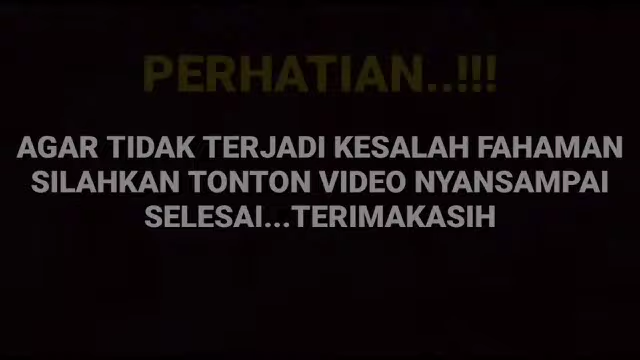 PERHATIAN..!!!
AGAR TIDAK TERJADI KESALAH FAHAMAN
SILAHKAN TONTON VIDEO NYANSAMPAI
SELESAI...TERIMAKASIH